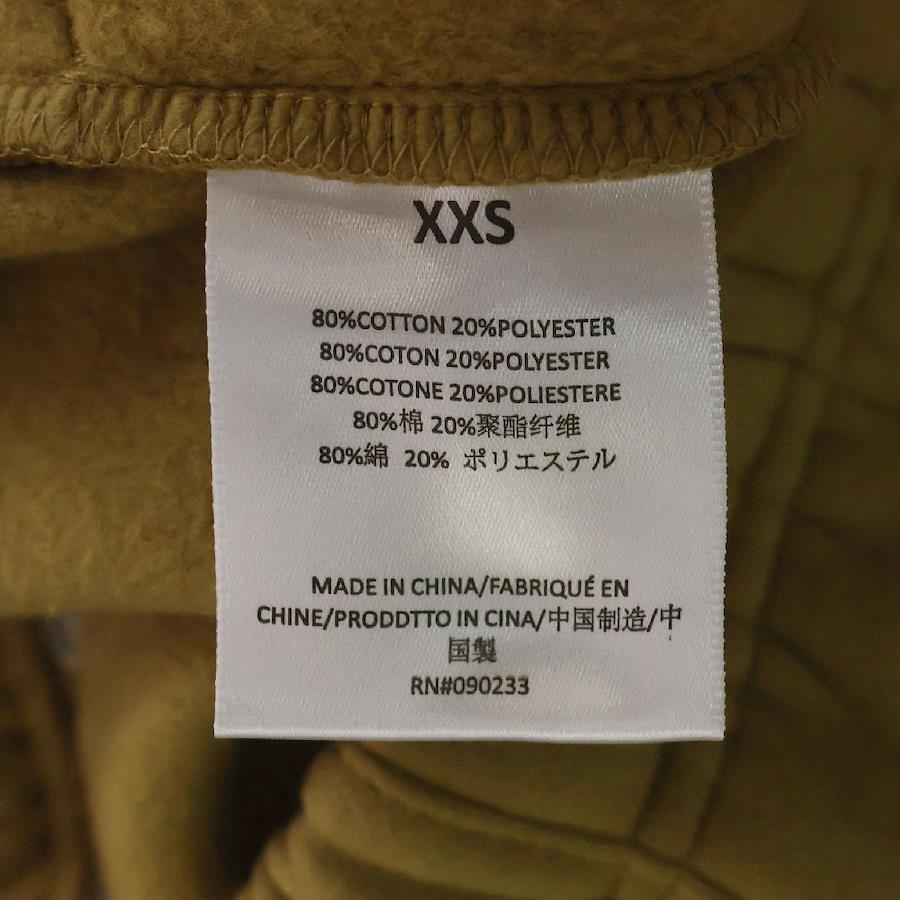 XXS
80%COTTON 20%POLYESTER
80%COTON 20%POLYESTER
80%COTONE 20%POLIESTERE
80%棉 20%聚酯纤维
80%綿 20% ポリエステル
MADE IN CHINA/FABRIQUÉ EN
CHINE/PRODDTTO IN CINA/中国制造/中
国製
RN#090233